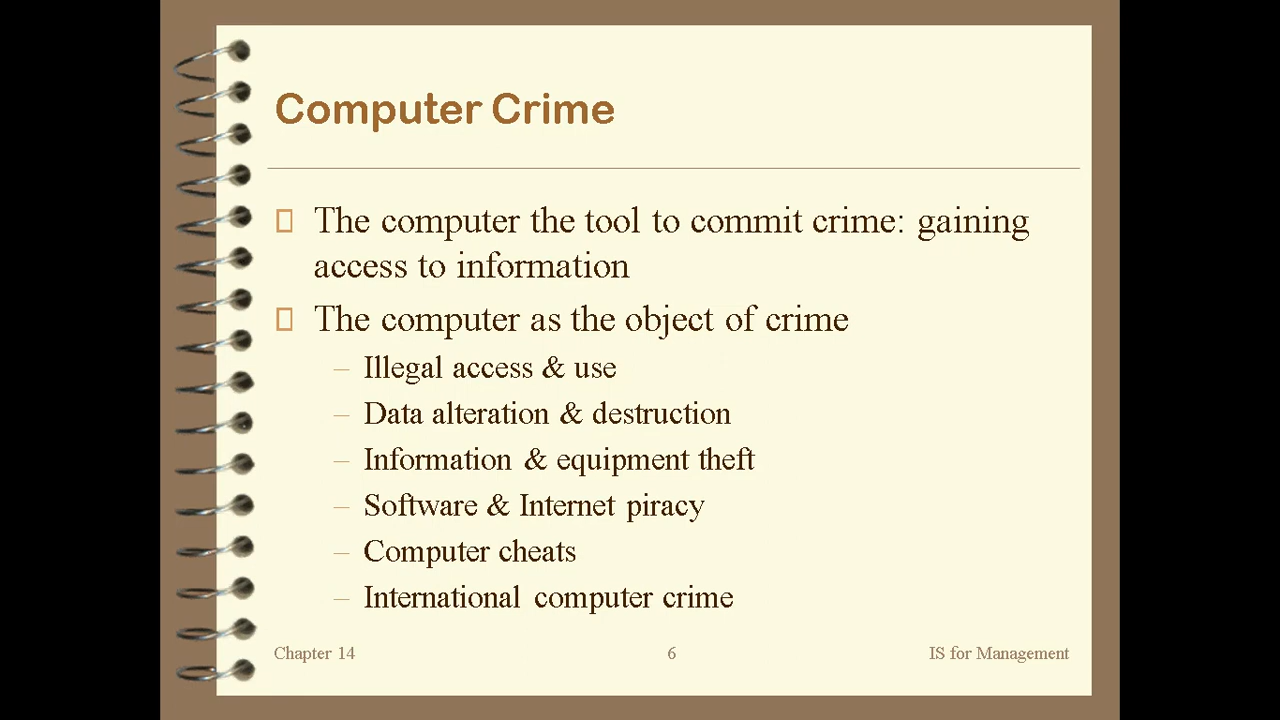 Computer Crime
The computer the tool to commit crime: gaining
access to information
The computer as the object of crime
– Illegal access & use
– Data alteration & destruction
– Information & equipment theft
– Software & Internet piracy
– Computer cheats
– International computer crime
Chapter 14 6 IS for Management